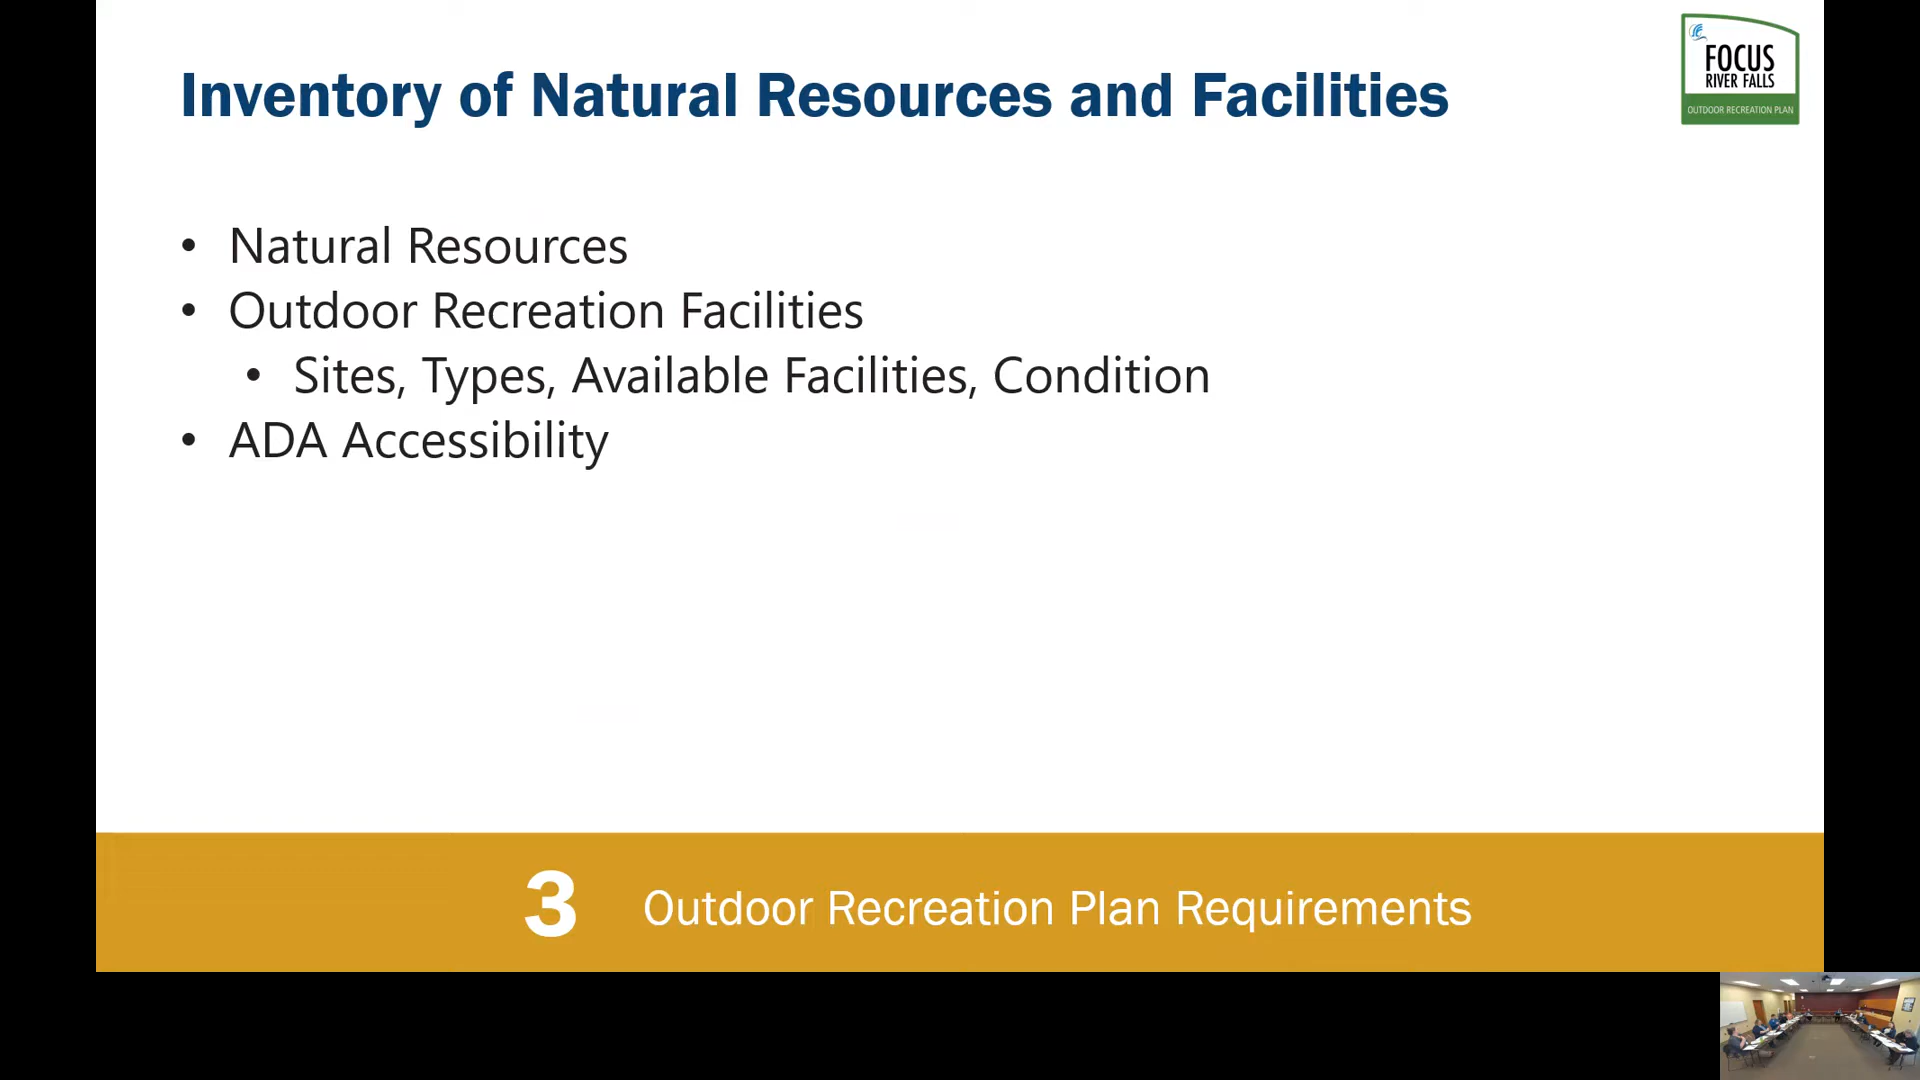 Inventory of Natural Resources and Facilities
FOCUS
RIVER FALLS
OUTDOOR RECREATION PLAN
• Natural Resources
• Outdoor Recreation Facilities
• Sites, Types, Available Facilities, Condition
• ADA Accessibility
3 Outdoor Recreation Plan Requirements